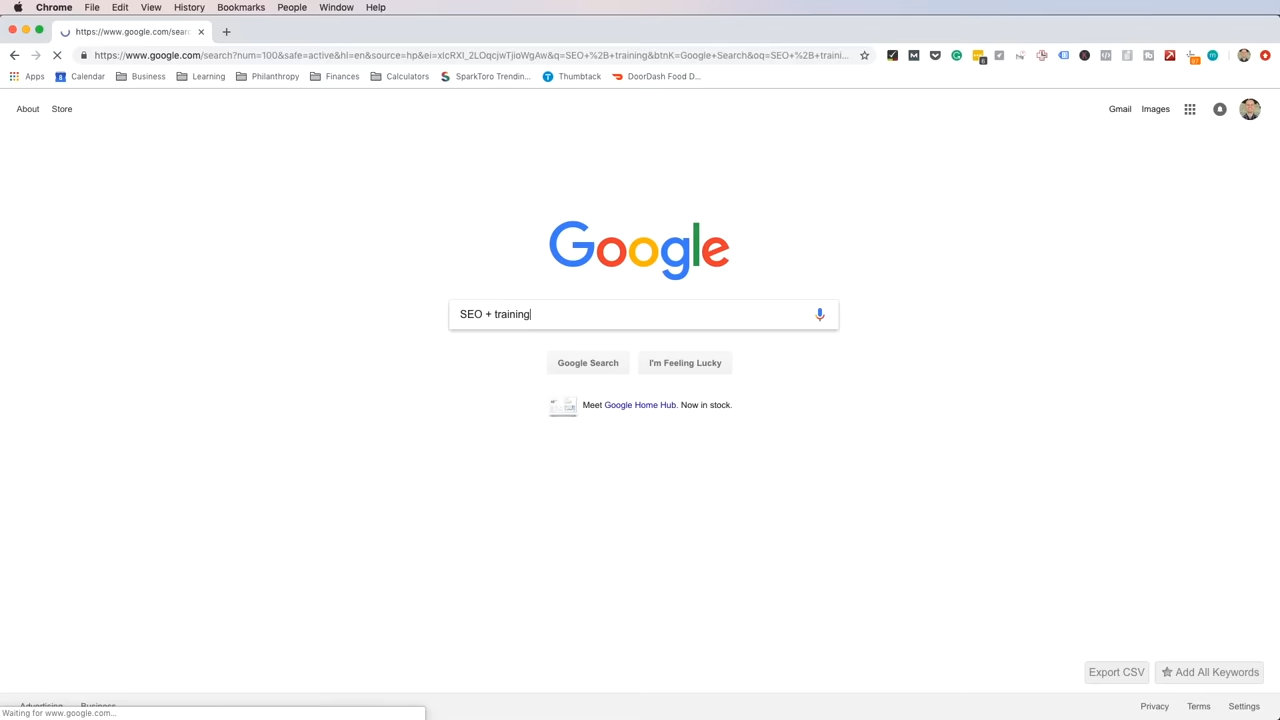 Chrome File Edit View History Bookmarks People Window Help
https://www.google.com/sear
https://www.google.com/search?num=100&safe=active&hl=en&source=hp&ei=xIcRXI_2LOqcjwTiioWgAw&q=SEO+%2B+training&btnK=Google+Search&oq=SEO+%2B+traini...
Apps Calendar Business Learning Philanthropy Finances Calculators SparkToro Trendin... Thumbtack DoorDash Food D...
About Store Gmail Images
Google
SEO + training
Google Search I'm Feeling Lucky
Meet Google Home Hub. Now in stock.
Export CSV Add All Keywords
Advertising Business Privacy Terms Settings
Waiting for www.google.com...